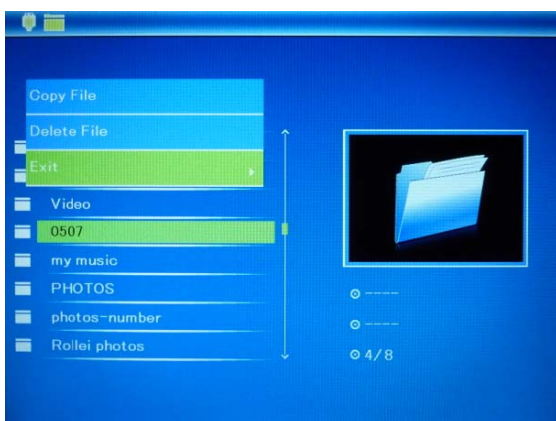 Copy File
Delete File
Exit
Video
0507
my music
PHOTOS
photos-number
Rollei photos
----
----
4/8